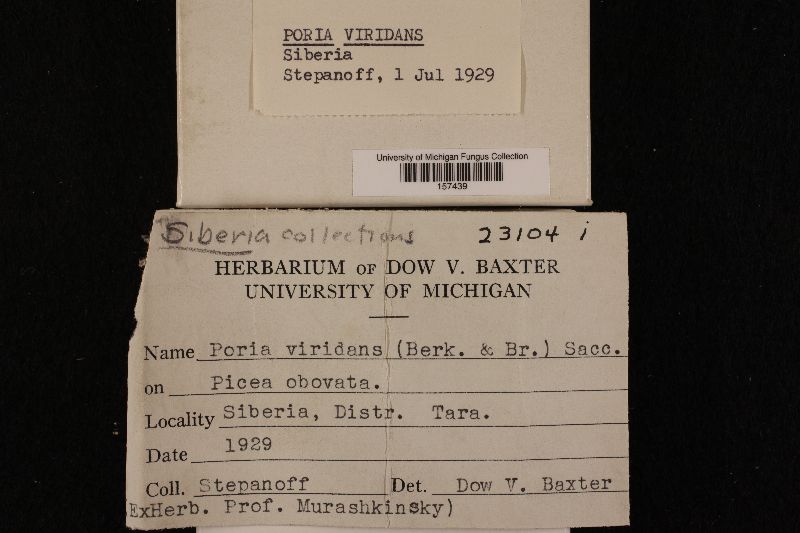 PORIA VIRIDANS
Siberia
Stepanoff, 1 Jul 1929
University of Michigan Fungus Collection
157439
Siberia collections 23104 i
HERBARIUM OF DOW V. BAXTER
UNIVERSITY OF MICHIGAN
Name Poria viridans (Berk. & Br.) Sacc.
on Picea obovata.
Locality Siberia, Distr. Tara.
Date 1929
Coll. Stepanoff Det. Dow V. Baxter
ExHerb. Prof. Murashkinsky)